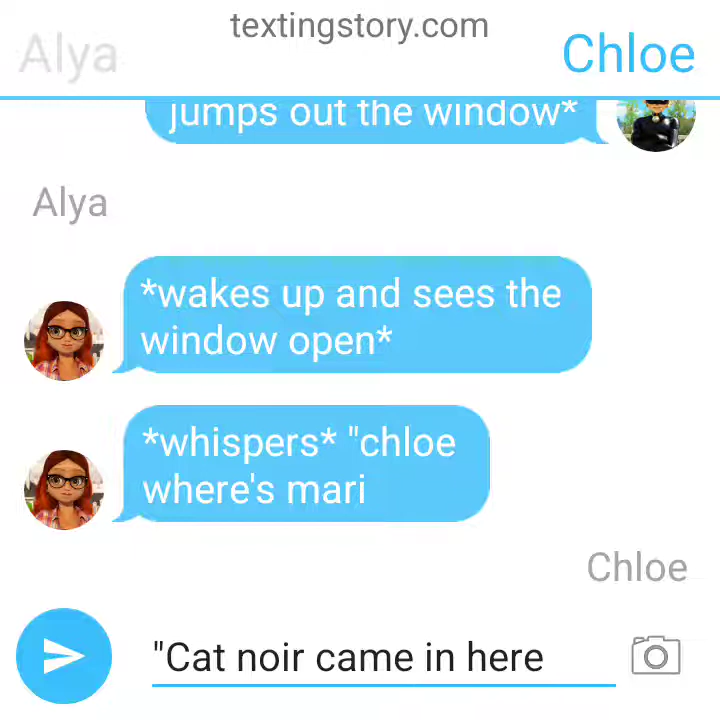 textingstory.com
Alya
Chloe
jumps out the window*
Alya
*wakes up and sees the
window open*
*whispers* "chloe
where's mari
Chloe
"Cat noir came in here